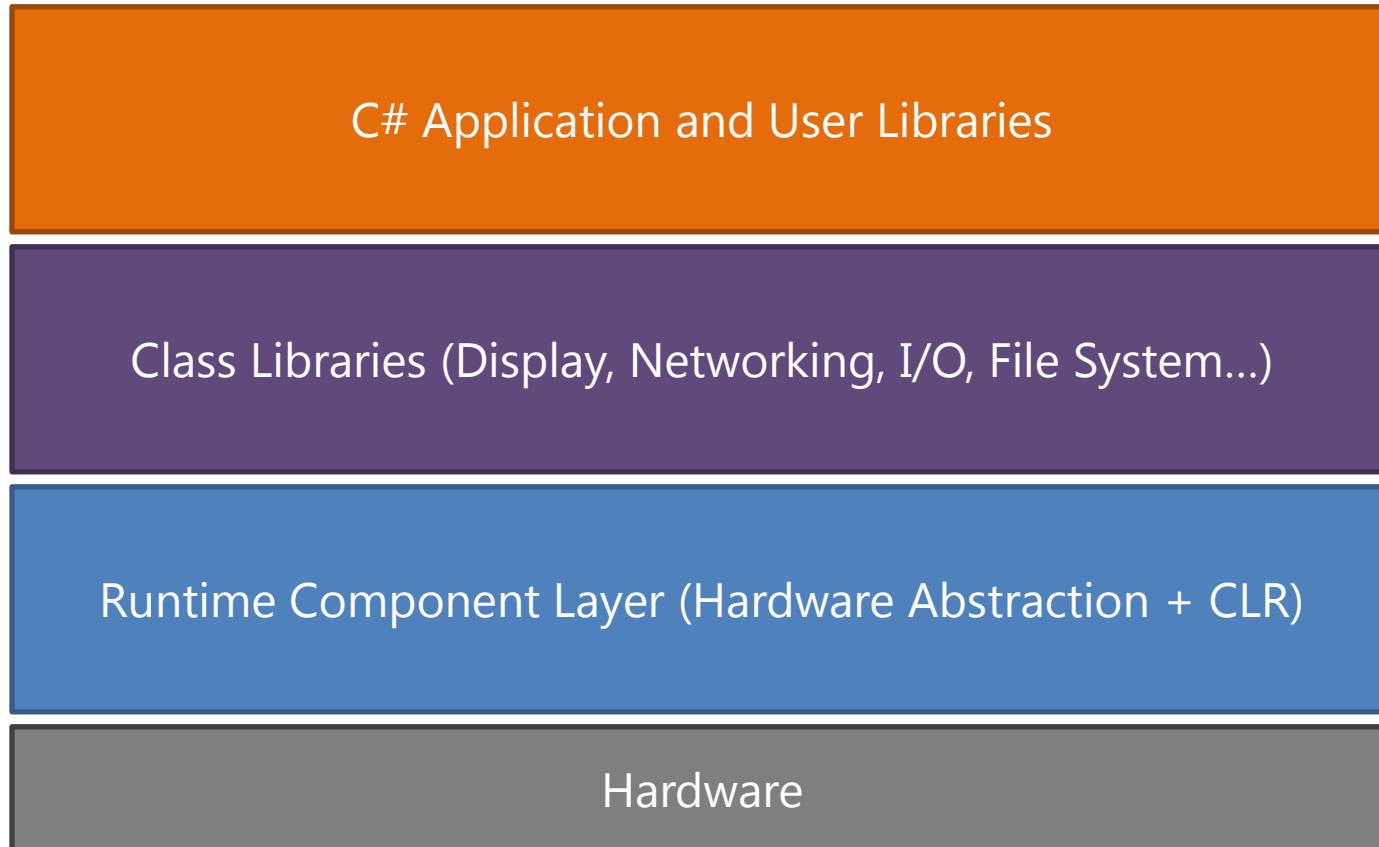 C# Application and User Libraries
Class Libraries (Display, Networking, I/O, File System…)
Runtime Component Layer (Hardware Abstraction + CLR)
Hardware